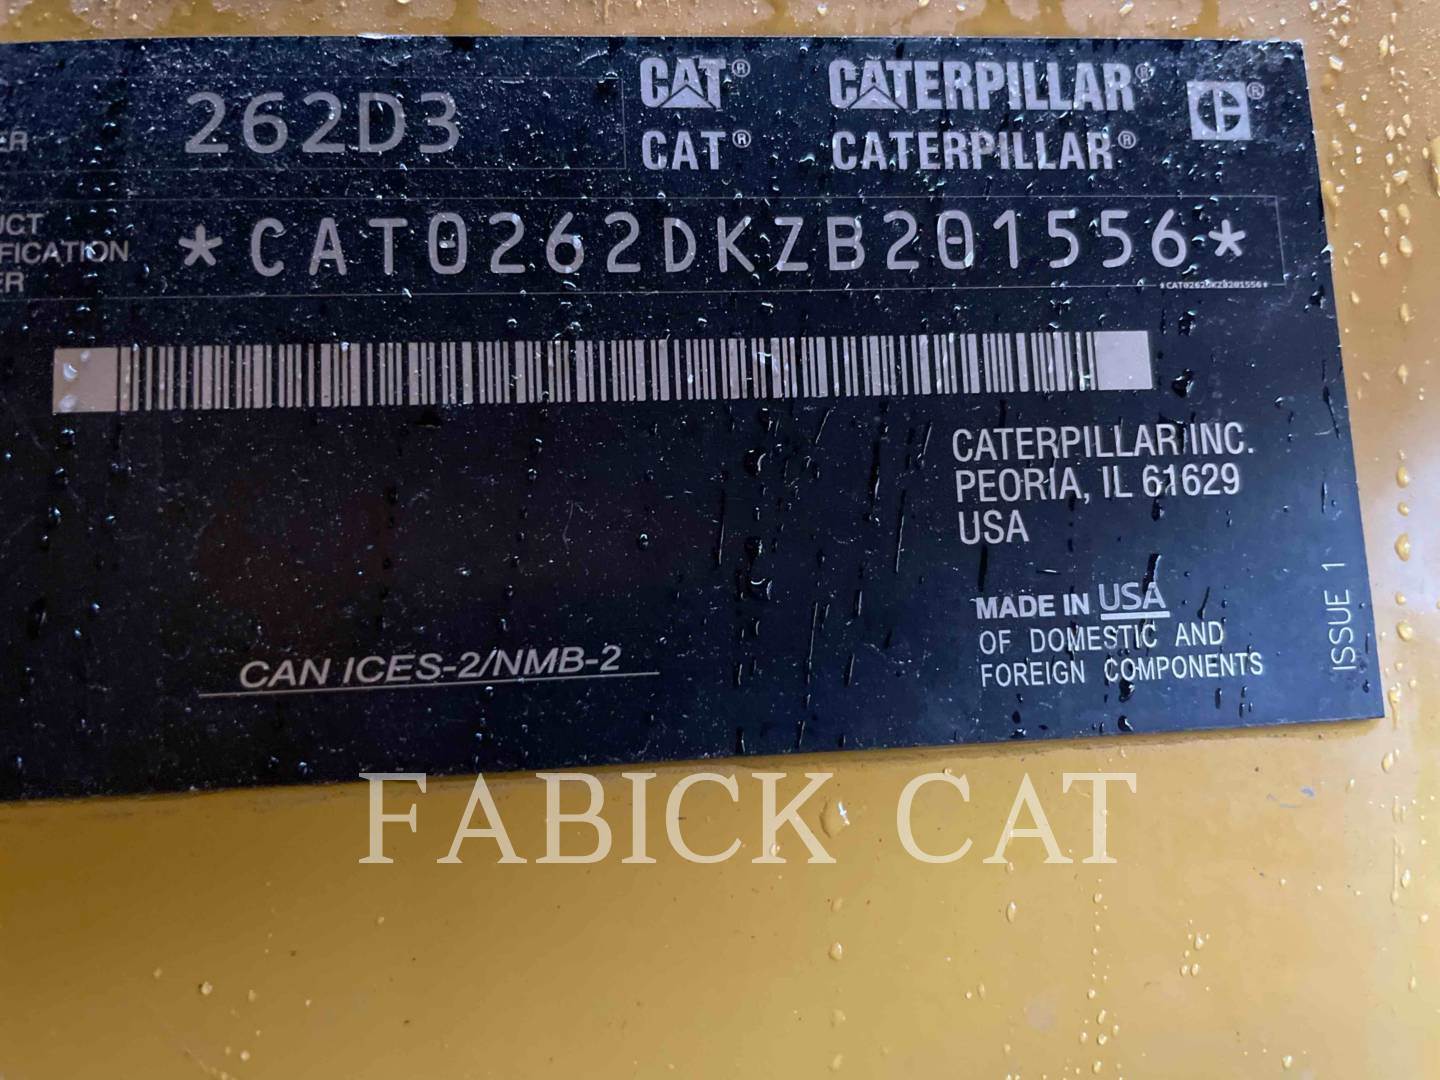 262D3
CAT® CATERPILLAR®
CAT® CATERPILLAR®
*CAT0262DKZB201556*
*CAT0262DKZB201556*
CATERPILLAR INC.
PEORIA, IL 61629
USA
MADE IN USA
OF DOMESTIC AND
FOREIGN COMPONENTS
ISSUE 1
CAN ICES-2/NMB-2
FABICK CAT